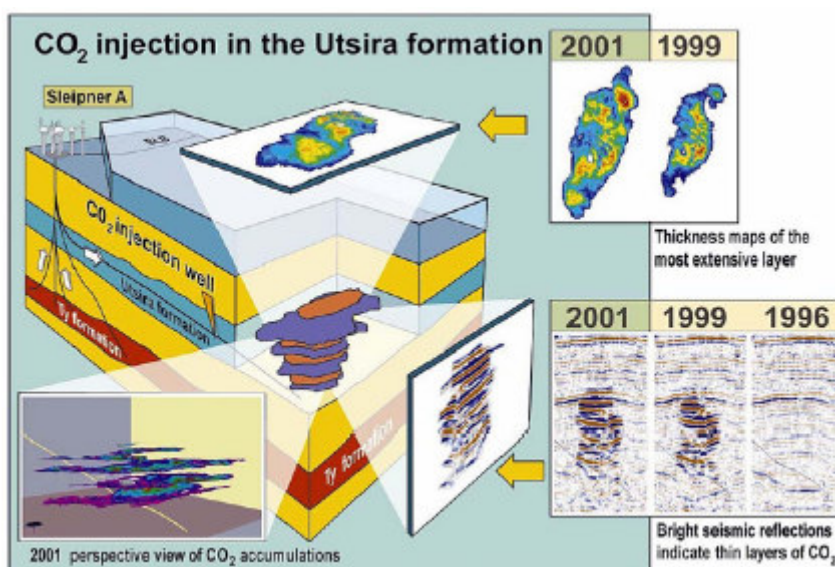 CO₂ injection in the Utsira formation
2001 1999
Sleipner A
CO₂ injection well
Utsira formation
Ty formation
Thickness maps of the
most extensive layer
2001 1999 1996
Ty formation
2001 perspective view of CO₂ accumulations
Bright seismic reflections
indicate thin layers of CO₂